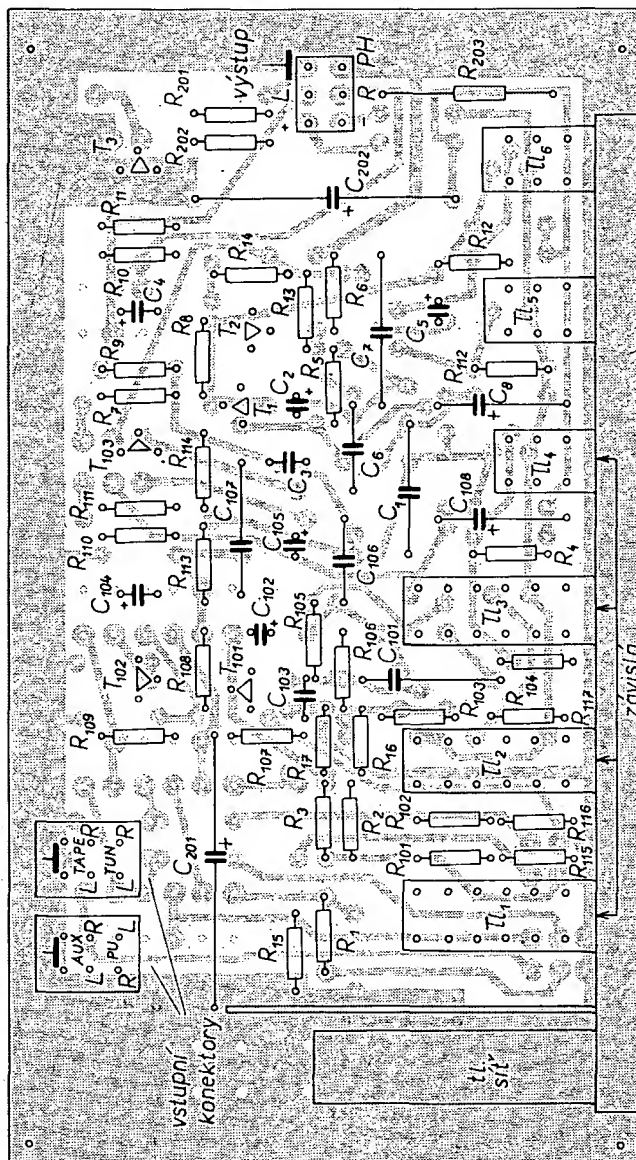 výstup
L
PH
R
+
−
R201
R202
R203
T3
C202
+
Tl6
R11
R10
C4
+
R14
R13
R6
R12
R9
R8
T2
C7
C5
+
Tl5
R7
T1
C2
+
R5
R112
C8
+
T103
R114
C107
C3
C6
C1
Tl4
R111
R110
C105
+
C106
C108
+
R4
C104
+
R113
C102
+
R105
Tl3
T102
R108
T101
C103
R106
C101
R103
R104
R109
R107
R17
R16
R117
Tl2
C201
+
R3
R2
R102
R101
R116
R115
TAPE
L
R
TUN
L
R
AUX
L
R
PU
R
L
R15
R1
Tl1
vstupní
konektory
tl.
síť
závisla